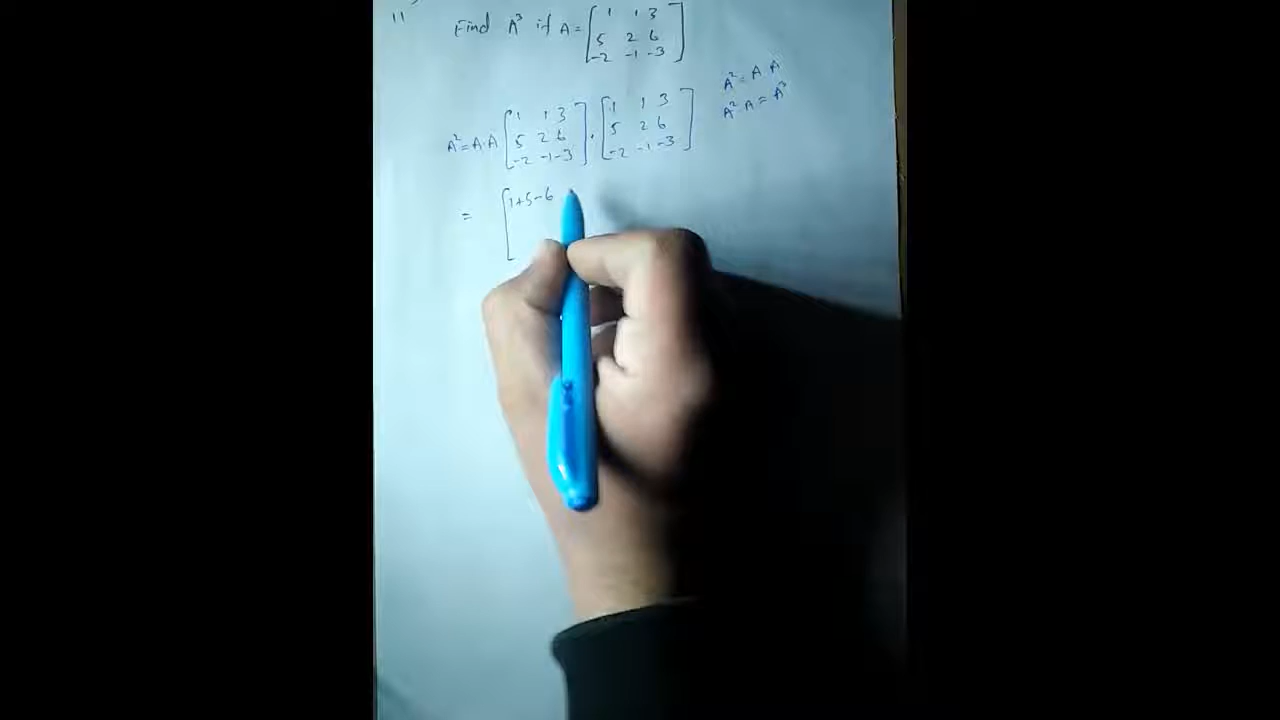 11 Find A³ if A = [1 1 3
5 2 6
-2 -1 -3]
A² = A·A [1 1 3 . [1 1 3
5 2 6] 5 2 6]
-2 -1 -3 -2 -1 -3
A² = A A
A² A = A³
= [1+5-6